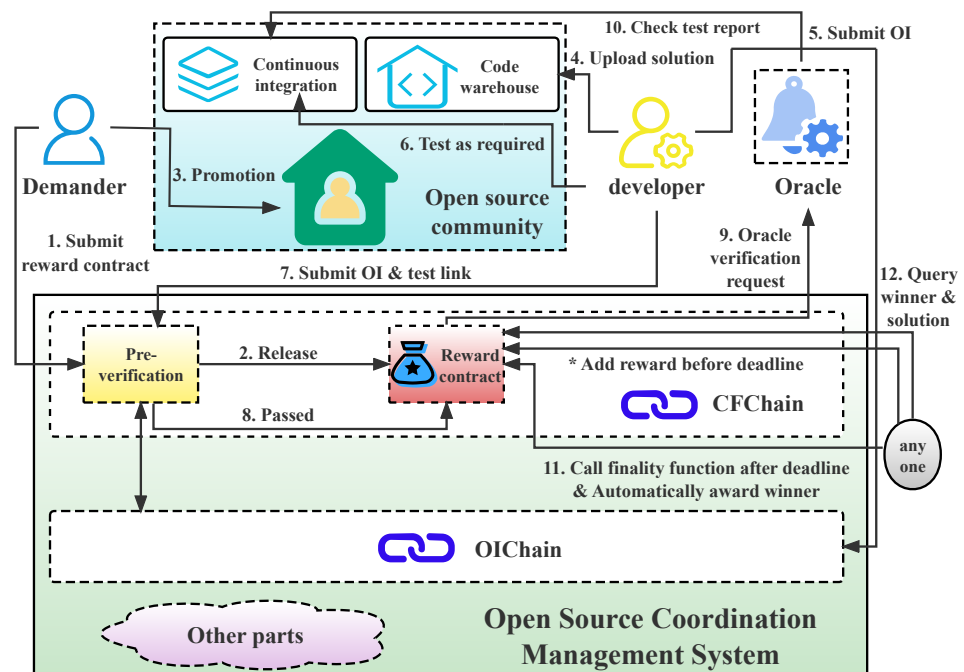 10. Check test report
5. Submit OI
Continuous
integration
Code
warehouse
4. Upload solution
6. Test as required
Demander
3. Promotion
developer
Oracle
Open source
community
1. Submit
reward contract
9. Oracle
verification
request
7. Submit OI & test link
12. Query
winner &
solution
Pre-
verification
2. Release
Reward
contract
* Add reward before deadline
8. Passed
CFChain
any
one
11. Call finality function after deadline
& Automatically award winner
OIChain
Other parts
Open Source Coordination
Management System